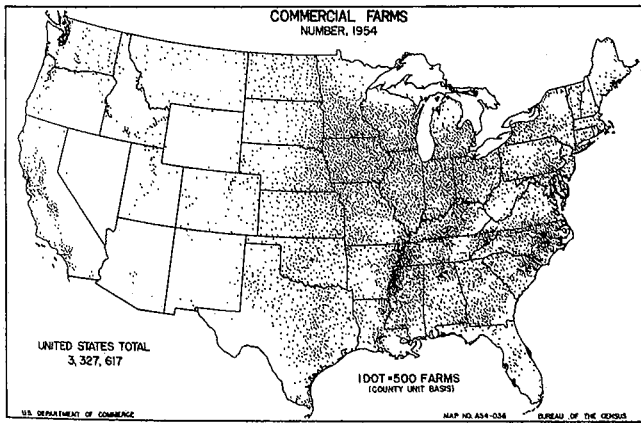 COMMERCIAL FARMS
NUMBER, 1954
UNITED STATES TOTAL
3,327,617
1 DOT = 500 FARMS
(COUNTY UNIT BASIS)
U.S. DEPARTMENT OF COMMERCE
MAP NO. A54-036
BUREAU OF THE CENSUS